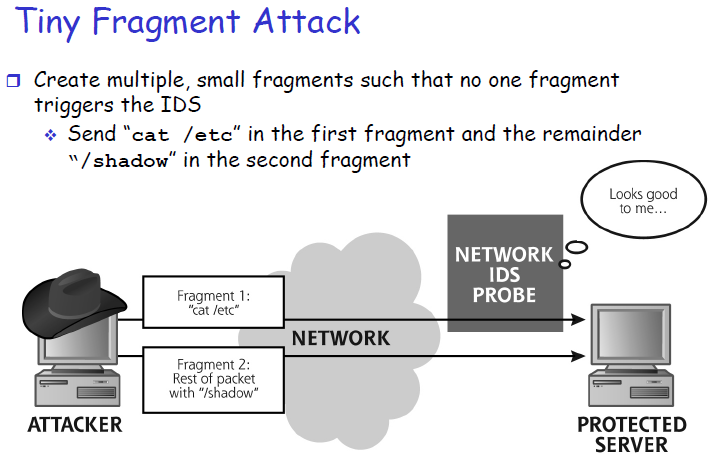 Tiny Fragment Attack
Create multiple, small fragments such that no one fragment
triggers the IDS
Send “cat /etc” in the first fragment and the remainder
“/shadow” in the second fragment
Looks good
to me…
NETWORK
IDS
PROBE
Fragment 1:
"cat /etc"
NETWORK
Fragment 2:
Rest of packet
with "/shadow"
ATTACKER
PROTECTED
SERVER